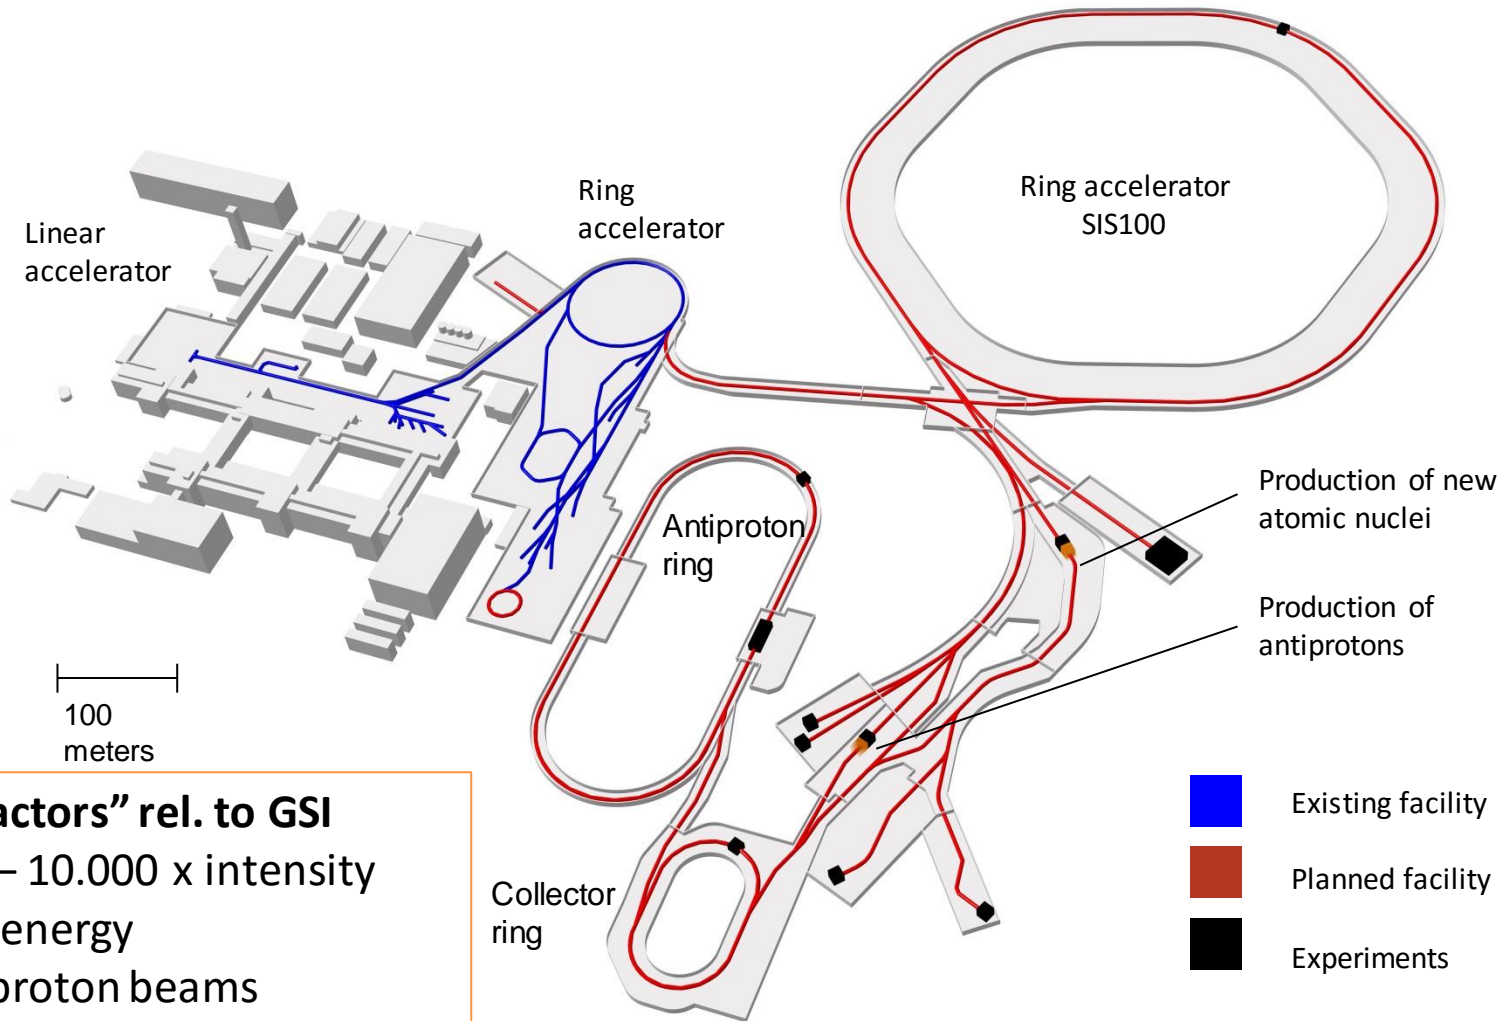 Linear
accelerator
Ring
accelerator
Ring accelerator
SIS100
Production of new
atomic nuclei
Antiproton
ring
Production of
antiprotons
100
meters
actors” rel. to GSI
– 10.000 x intensity
energy
proton beams
Collector
ring
Existing facility
Planned facility
Experiments